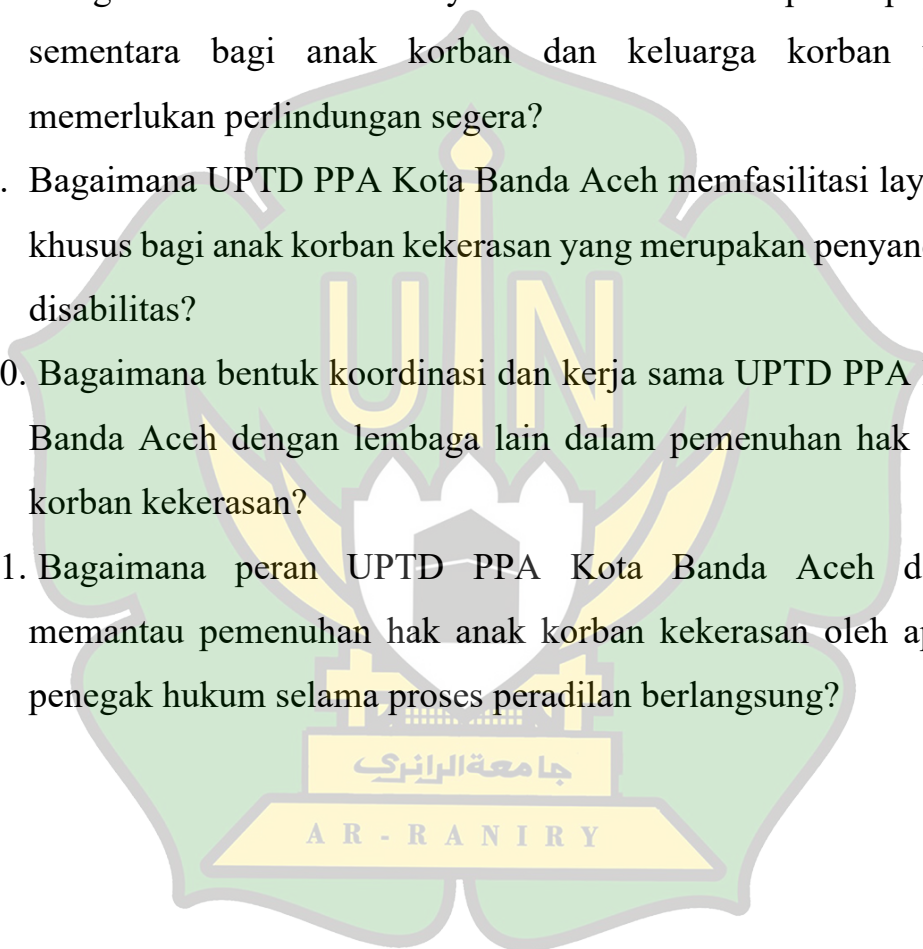 sementara bagi anak korban dan keluarga korban
memerlukan perlindungan segera?
. Bagaimana UPTD PPA Kota Banda Aceh memfasilitasi lay
khusus bagi anak korban kekerasan yang merupakan penyan
disabilitas?
0. Bagaimana bentuk koordinasi dan kerja sama UPTD PPA
Banda Aceh dengan lembaga lain dalam pemenuhan hak
korban kekerasan?
1. Bagaimana peran UPTD PPA Kota Banda Aceh d
memantau pemenuhan hak anak korban kekerasan oleh ap
penegak hukum selama proses peradilan berlangsung?
UIN
جامعة الرانري
AR-RANIRY